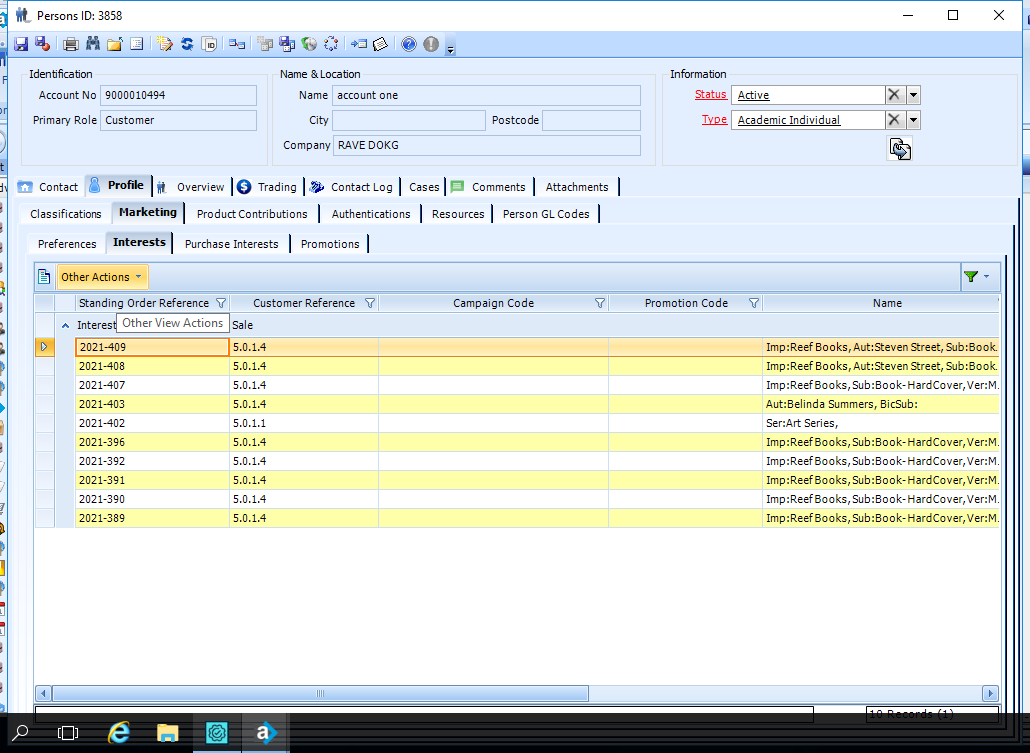 Persons ID: 3858
Identification
Name & Location
Information
Account No 9000010494
Name account one
Status Active
Primary Role Customer
City
Postcode
Type Academic Individual
Company RAVE DOKG
Contact Profile Overview Trading Contact Log Cases Comments Attachments
Classifications Marketing Product Contributions Authentications Resources Person GL Codes
Preferences Interests Purchase Interests Promotions
Other Actions
Standing Order Reference Customer Reference Campaign Code Promotion Code Name
Interest Other View Actions Sale
2021-409 5.0.1.4 Imp:Reef Books, Aut:Steven Street, Sub:Book.
2021-408 5.0.1.4 Imp:Reef Books, Aut:Steven Street, Sub:Book.
2021-407 5.0.1.4 Imp:Reef Books, Sub:Book-HardCover, Ver:M.
2021-403 5.0.1.4 Aut:Belinda Summers, BicSub:
2021-402 5.0.1.1 Ser:Art Series,
2021-396 5.0.1.4 Imp:Reef Books, Sub:Book-HardCover, Ver:M.
2021-392 5.0.1.4 Imp:Reef Books, Sub:Book-HardCover, Ver:M.
2021-391 5.0.1.4 Imp:Reef Books, Sub:Book-HardCover, Ver:M.
2021-390 5.0.1.4 Imp:Reef Books, Sub:Book-HardCover, Ver:M.
2021-389 5.0.1.4 Imp:Reef Books, Sub:Book-HardCover, Ver:M.
10 Records (1)